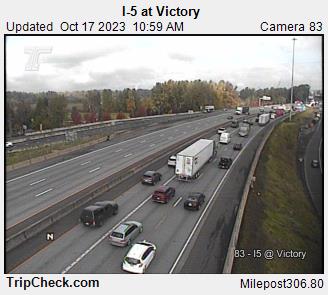 I-5 at Victory
Updated Oct 17 2023 10:59 AM Camera 83
N
83 - I5 @ Victory
TripCheck.com Milepost306.80